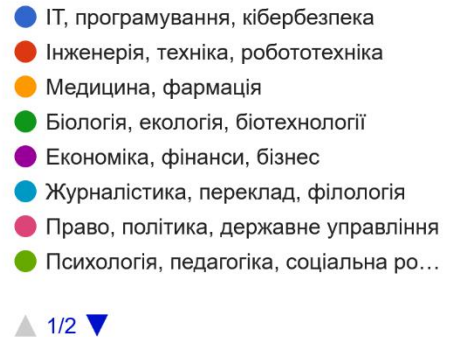 ІТ, програмування, кібербезпека
Інженерія, техніка, робототехніка
Медицина, фармація
Біологія, екологія, біотехнології
Економіка, фінанси, бізнес
Журналістика, переклад, філологія
Право, політика, державне управління
Психологія, педагогіка, соціальна ро…
1/2